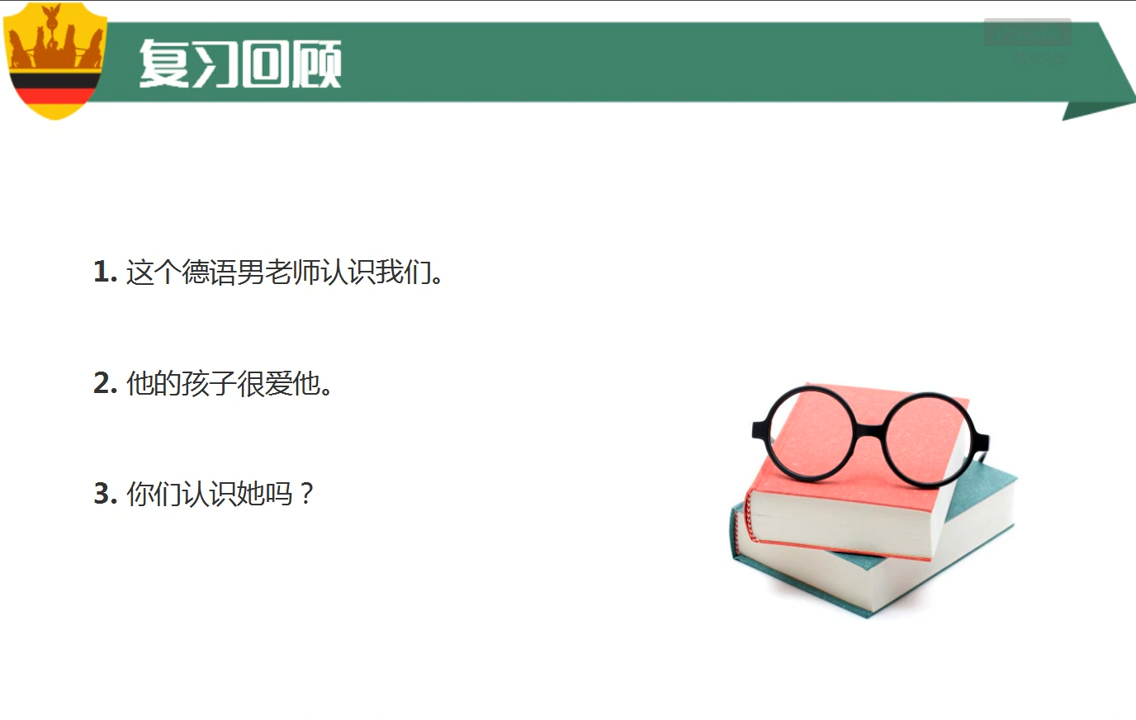 复习回顾
1. 这个德语男老师认识我们。
2. 他的孩子很爱他。
3. 你们认识她吗？